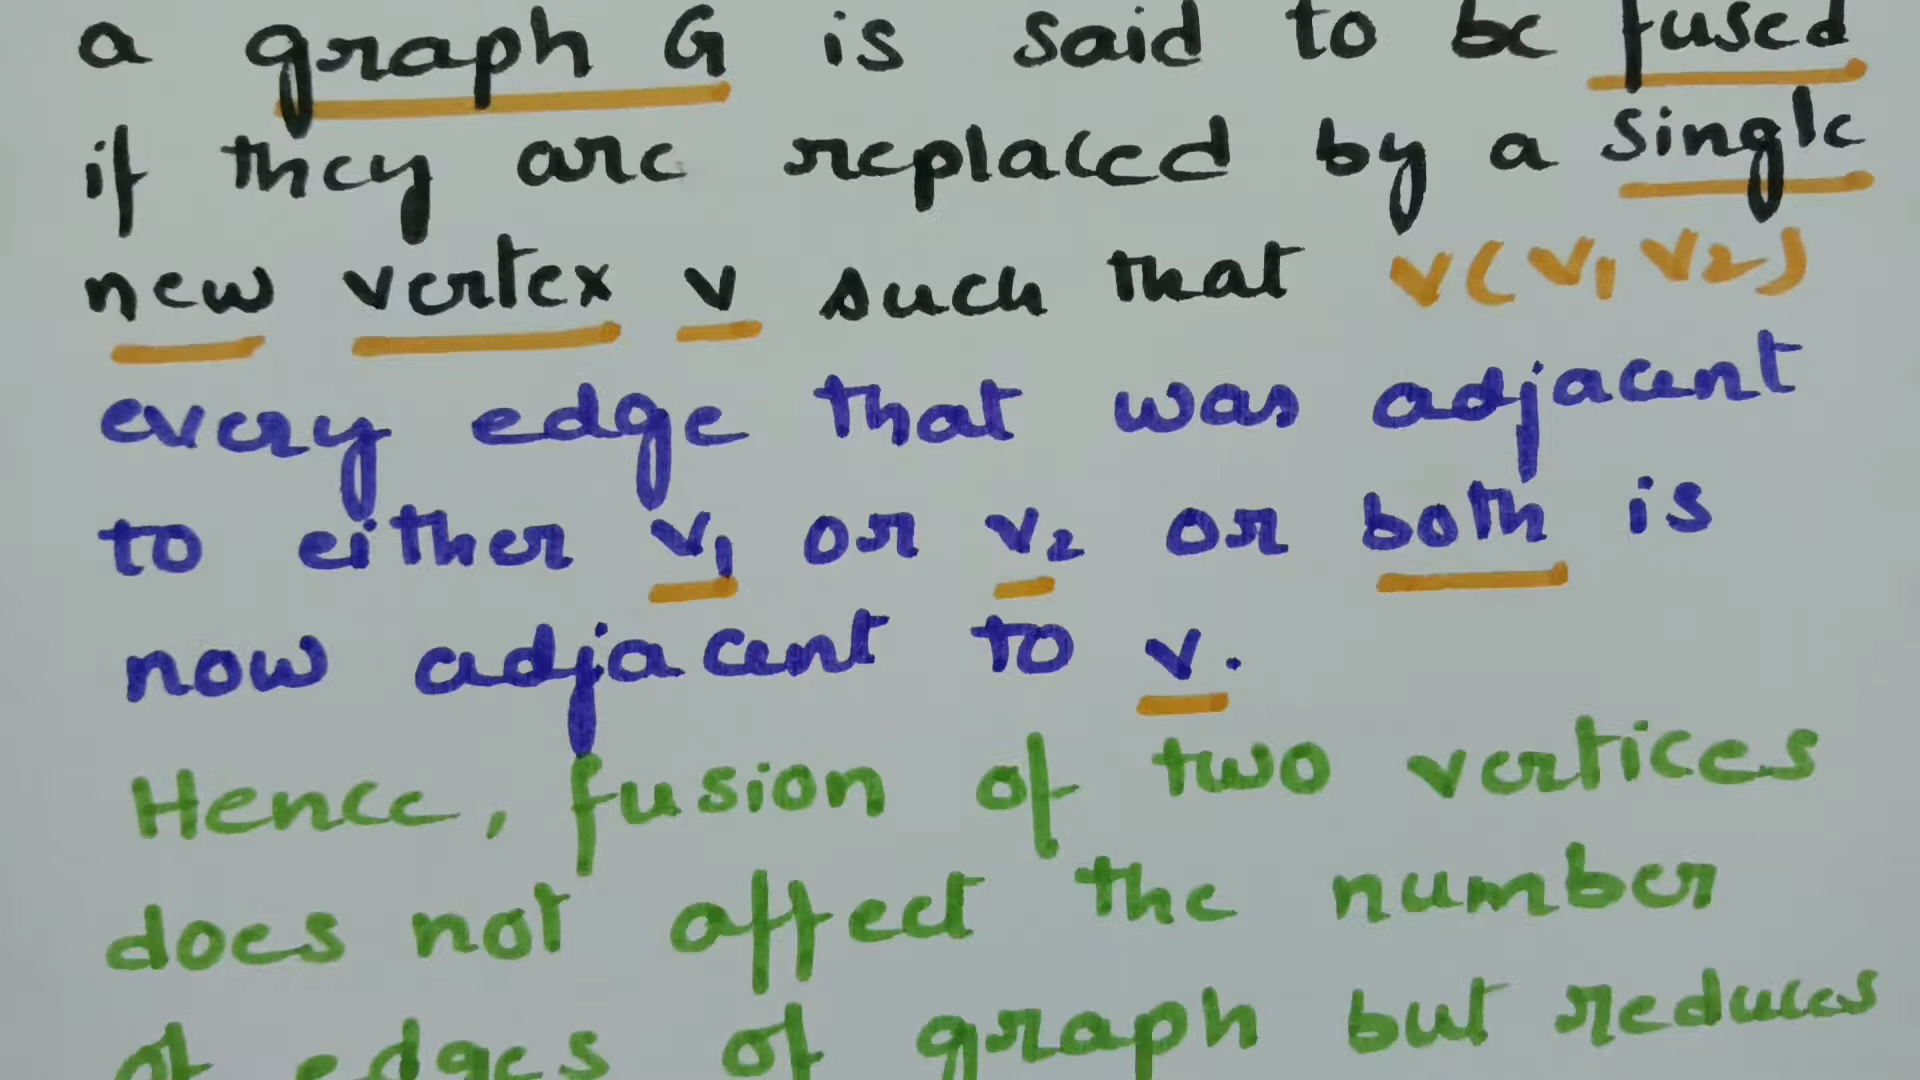 a graph G is said to be fused
if they are replaced by a single
new vertex v such that v(v1 v2)
every edge that was adjacent
to either v1 or v2 or both is
now adjacent to v.
Hence, fusion of two vertices
does not affect the number
of edges of graph but reduces